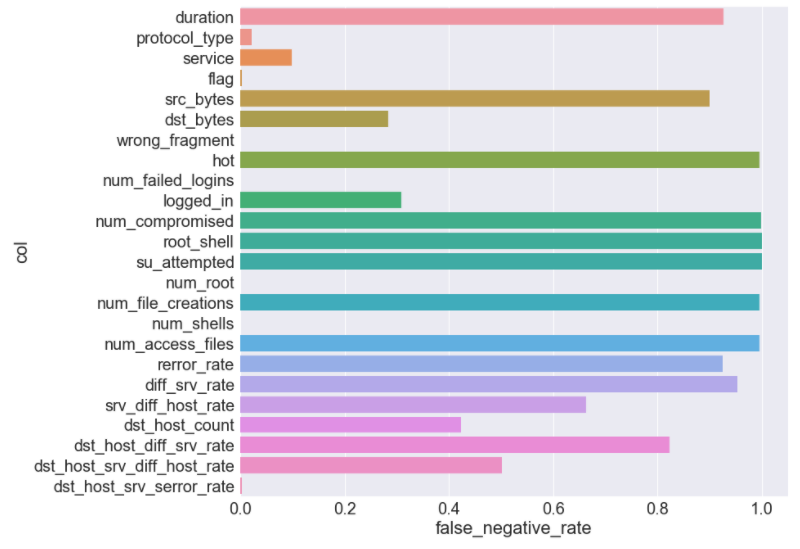 duration
protocol_type
service
flag
src_bytes
dst_bytes
wrong_fragment
hot
num_failed_logins
logged_in
num_compromised
root_shell
su_attempted
num_root
num_file_creations
num_shells
num_access_files
rerror_rate
diff_srv_rate
srv_diff_host_rate
dst_host_count
dst_host_diff_srv_rate
dst_host_srv_diff_host_rate
dst_host_srv_serror_rate
col
0.0 0.2 0.4 0.6 0.8 1.0
false_negative_rate